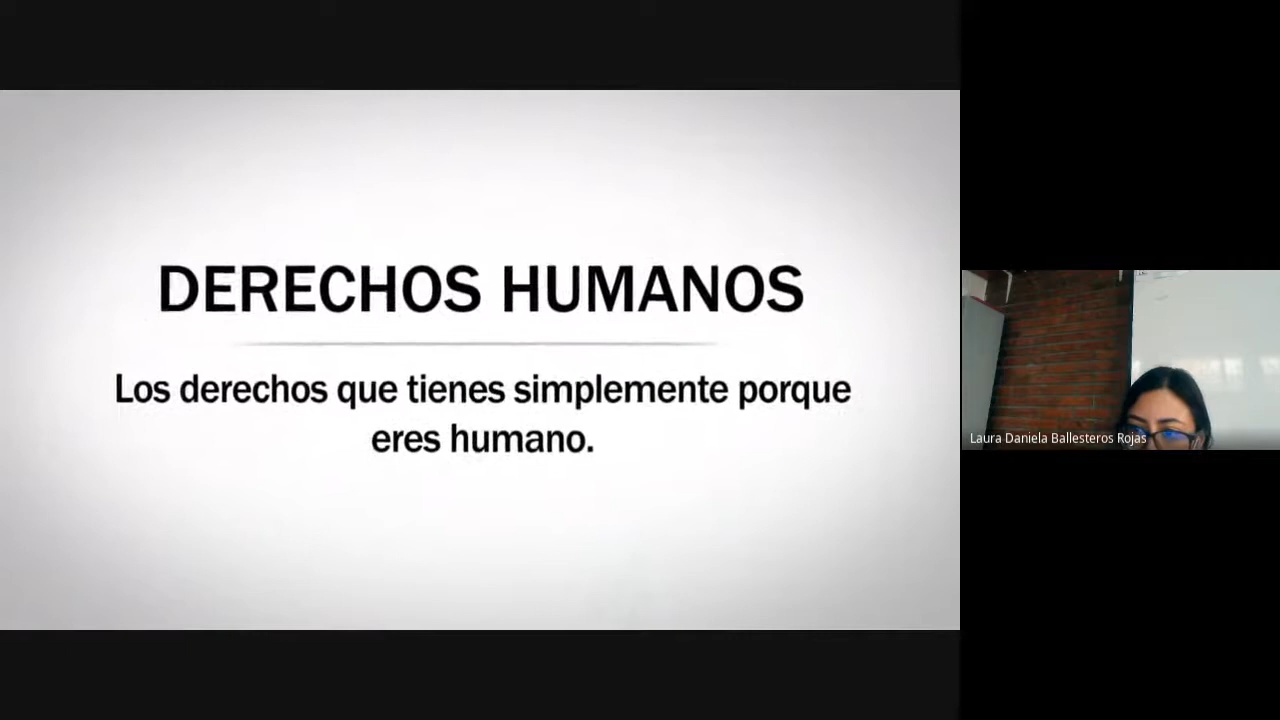 DERECHOS HUMANOS
Los derechos que tienes simplemente porque
eres humano.
Laura Daniela Ballesteros Rojas